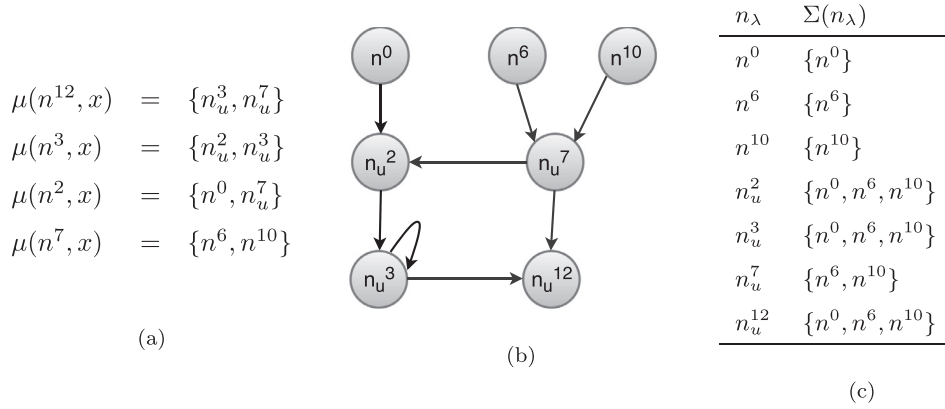 μ(n^12, x) = {n_u^3, n_u^7}
μ(n^3, x) = {n_u^2, n_u^3}
μ(n^2, x) = {n^0, n_u^7}
μ(n^7, x) = {n^6, n^10}
(a)
n^0 n^6 n^10
n_u^2 n_u^7
n_u^3 n_u^12
(b)
n_λ Σ(n_λ)
n^0 {n^0}
n^6 {n^6}
n^10 {n^10}
n_u^2 {n^0, n^6, n^10}
n_u^3 {n^0, n^6, n^10}
n_u^7 {n^6, n^10}
n_u^12 {n^0, n^6, n^10}
(c)